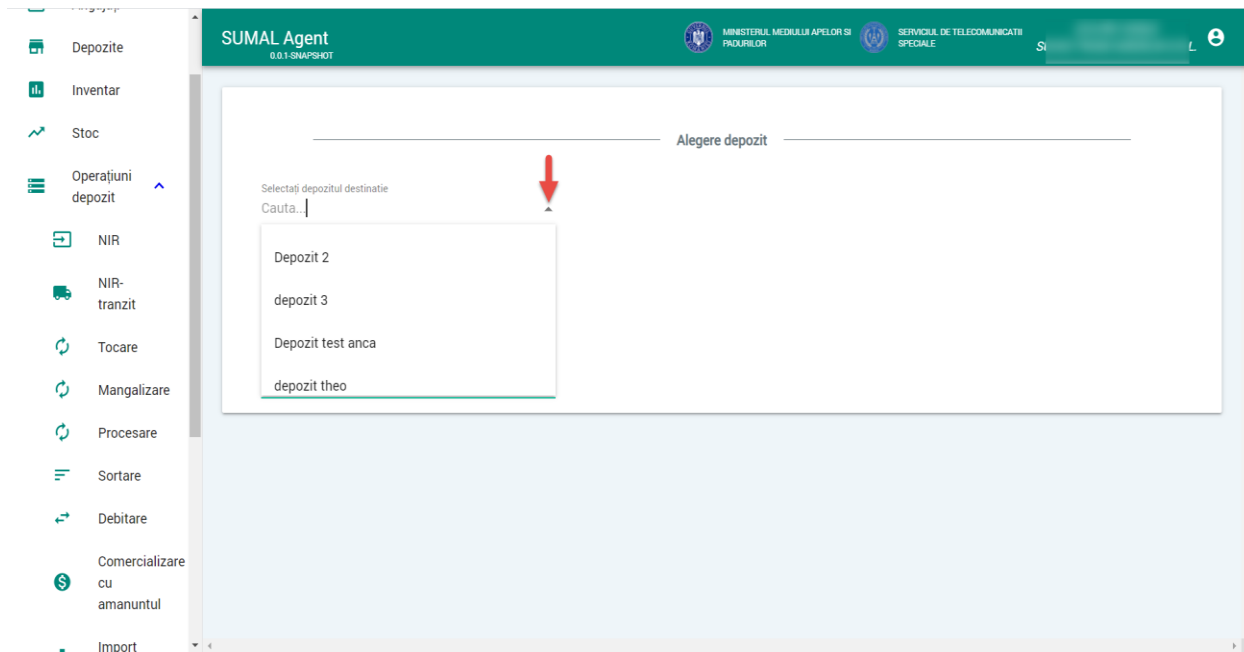 Depozite
Inventar
Stoc
Operațiuni
depozit
NIR
NIR-
tranzit
Tocare
Mangalizare
Procesare
Sortare
Debitare
Comercializare
cu
amanuntul
Import
SUMAL Agent
0.0.1-SNAPSHOT
MINISTERUL MEDIULUI APELOR SI
PADURILOR
SERVICIUL DE TELECOMUNICATII
SPECIALE
Alegere depozit
Selectați depozitul destinatie
Cauta...
Depozit 2
depozit 3
Depozit test anca
depozit theo